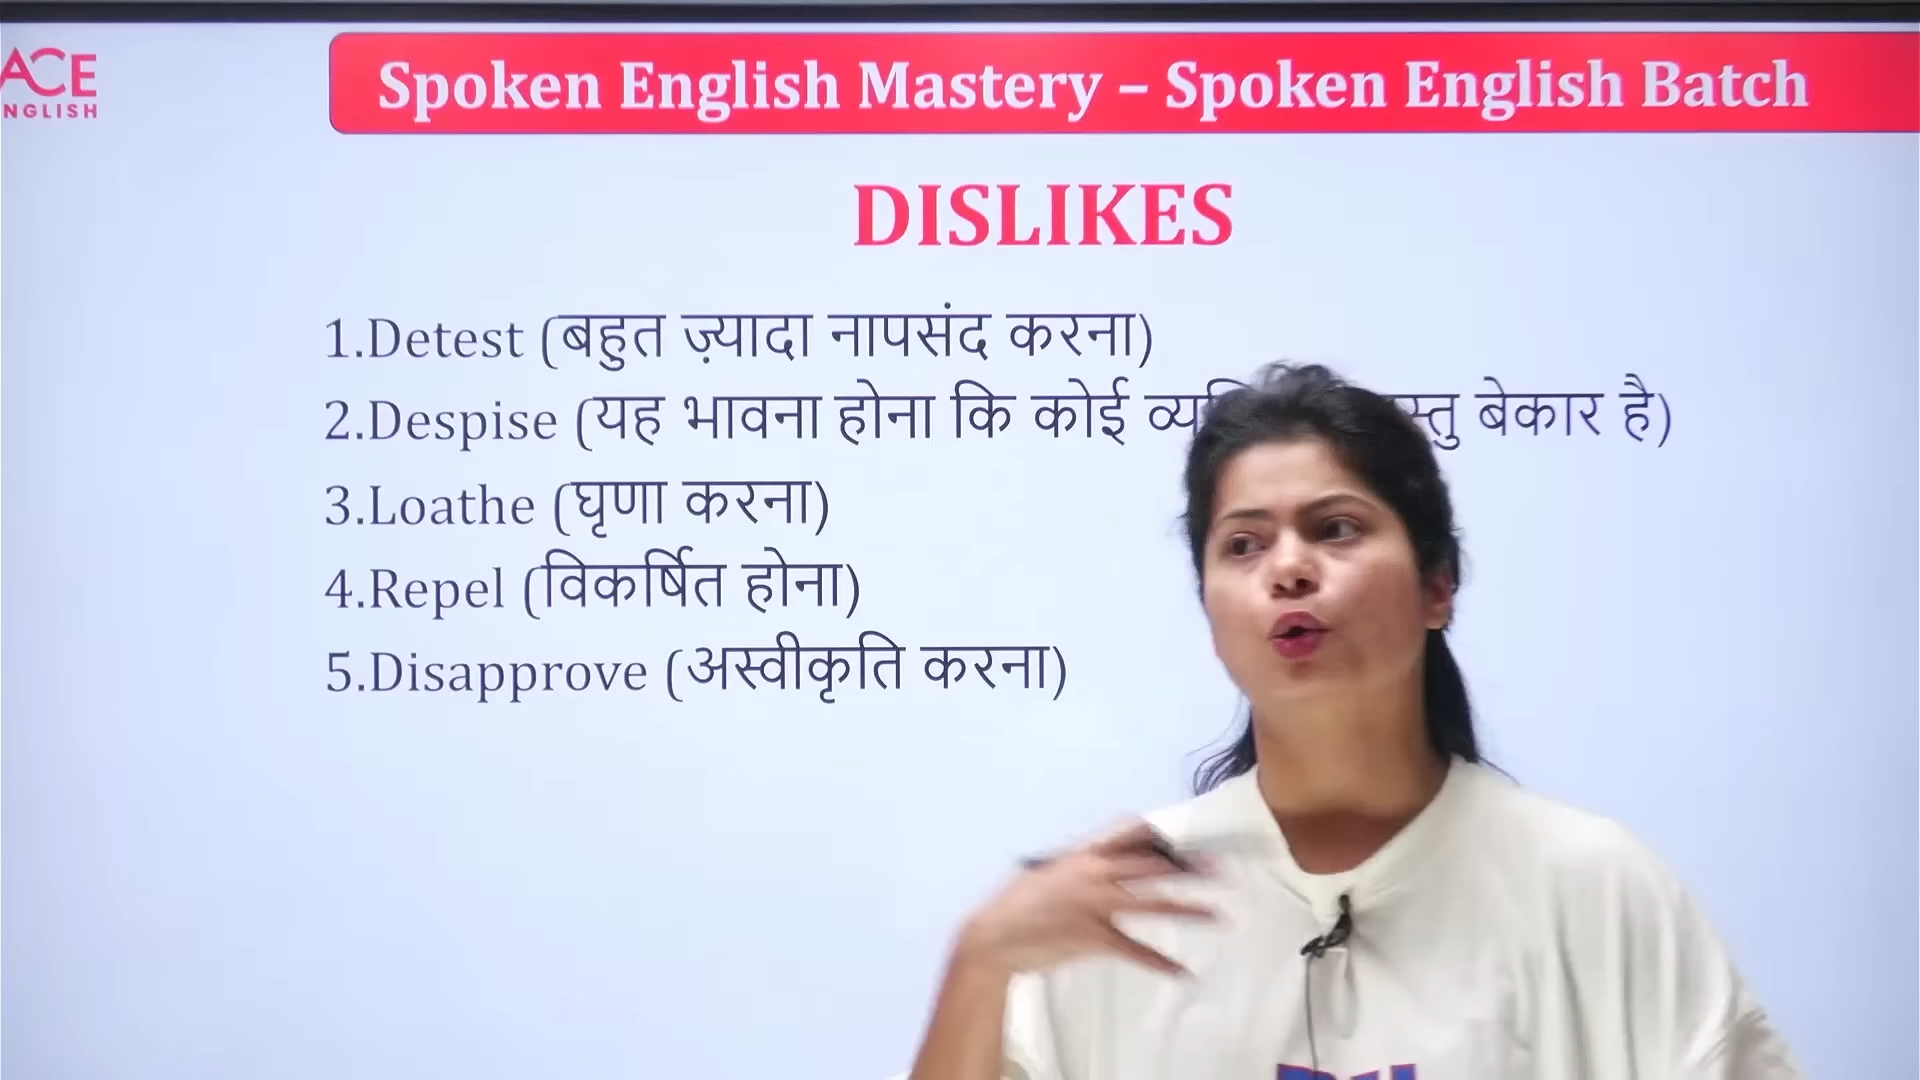 ACE
NGLISH
Spoken English Mastery – Spoken English Batch
DISLIKES
1.Detest (बहुत ज़्यादा नापसंद करना)
2.Despise (यह भावना होना कि कोई बेकार है)
3.Loathe (घृणा करना)
4.Repel (विकर्षित होना)
5.Disapprove (अस्वीकृति करना)